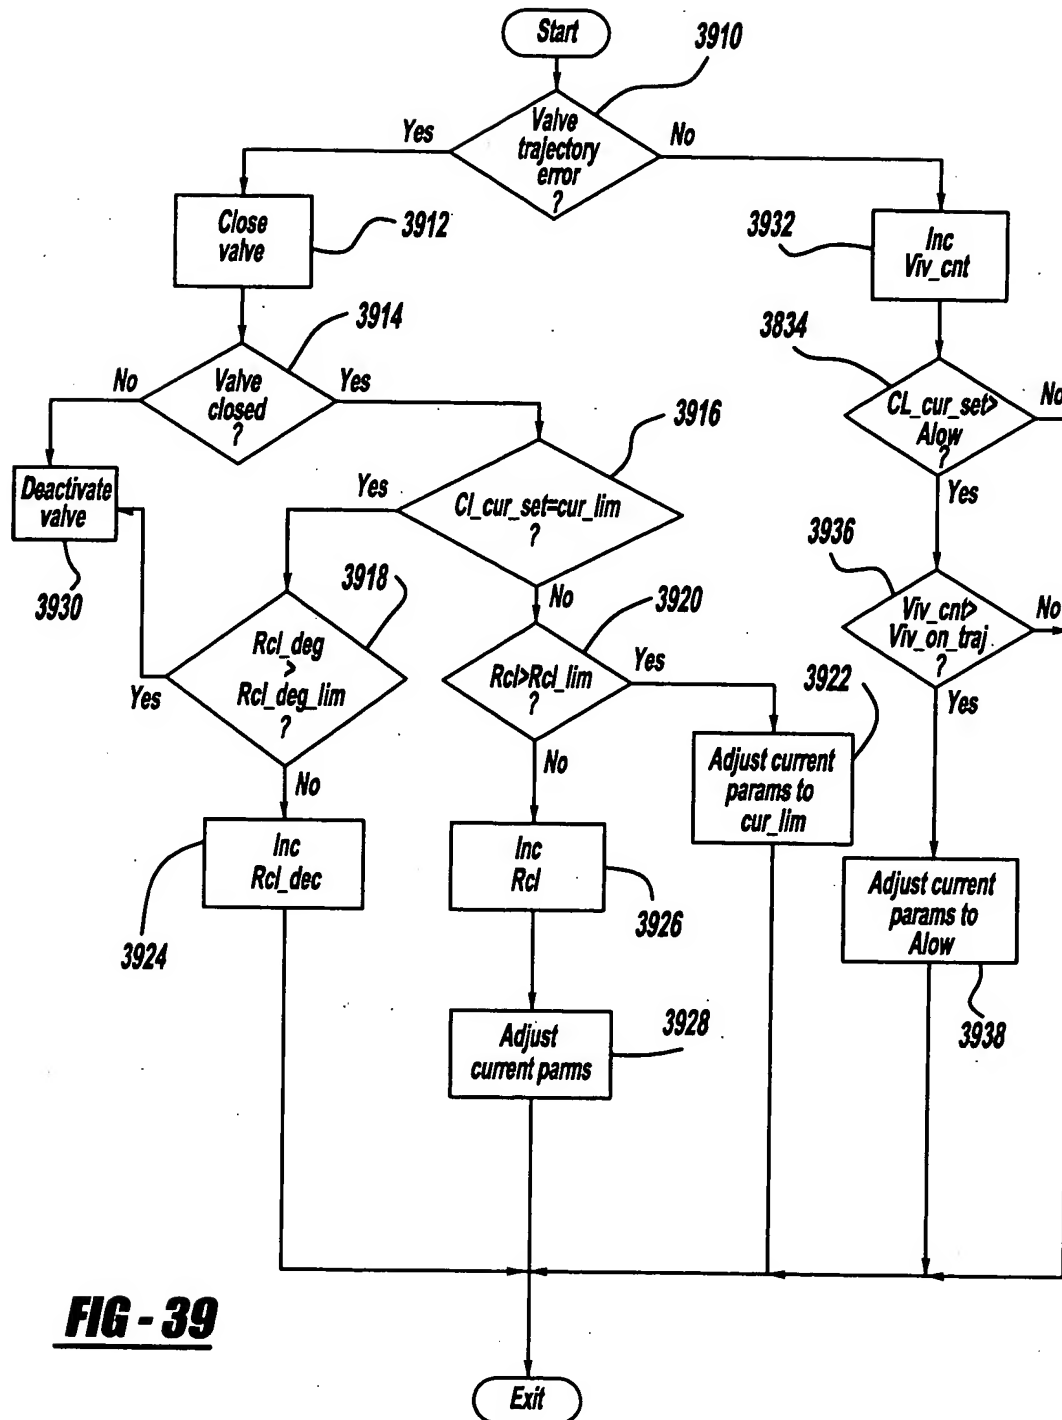 Start
3910
Valve
trajectory
error
?
Yes
No
Close
valve
3912
3932
Inc
Viv_cnt
3914
Valve
closed
?
No
Yes
3834
CL_cur_set>
Alow
?
No
Yes
3916
Cl_cur_set=cur_lim
?
Yes
No
Deactivate
valve
3930
3918
Rcl_deg
>
Rcl_deg_lim
?
Yes
No
3920
Rcl>Rcl_lim
?
Yes
No
3936
Viv_cnt>
Viv_on_traj
?
No
Yes
3922
Adjust current
params to
cur_lim
Inc
Rcl_dec
3924
Inc
Rcl
3926
Adjust current
params to
Alow
3938
Adjust
current parms
3928
FIG - 39
Exit